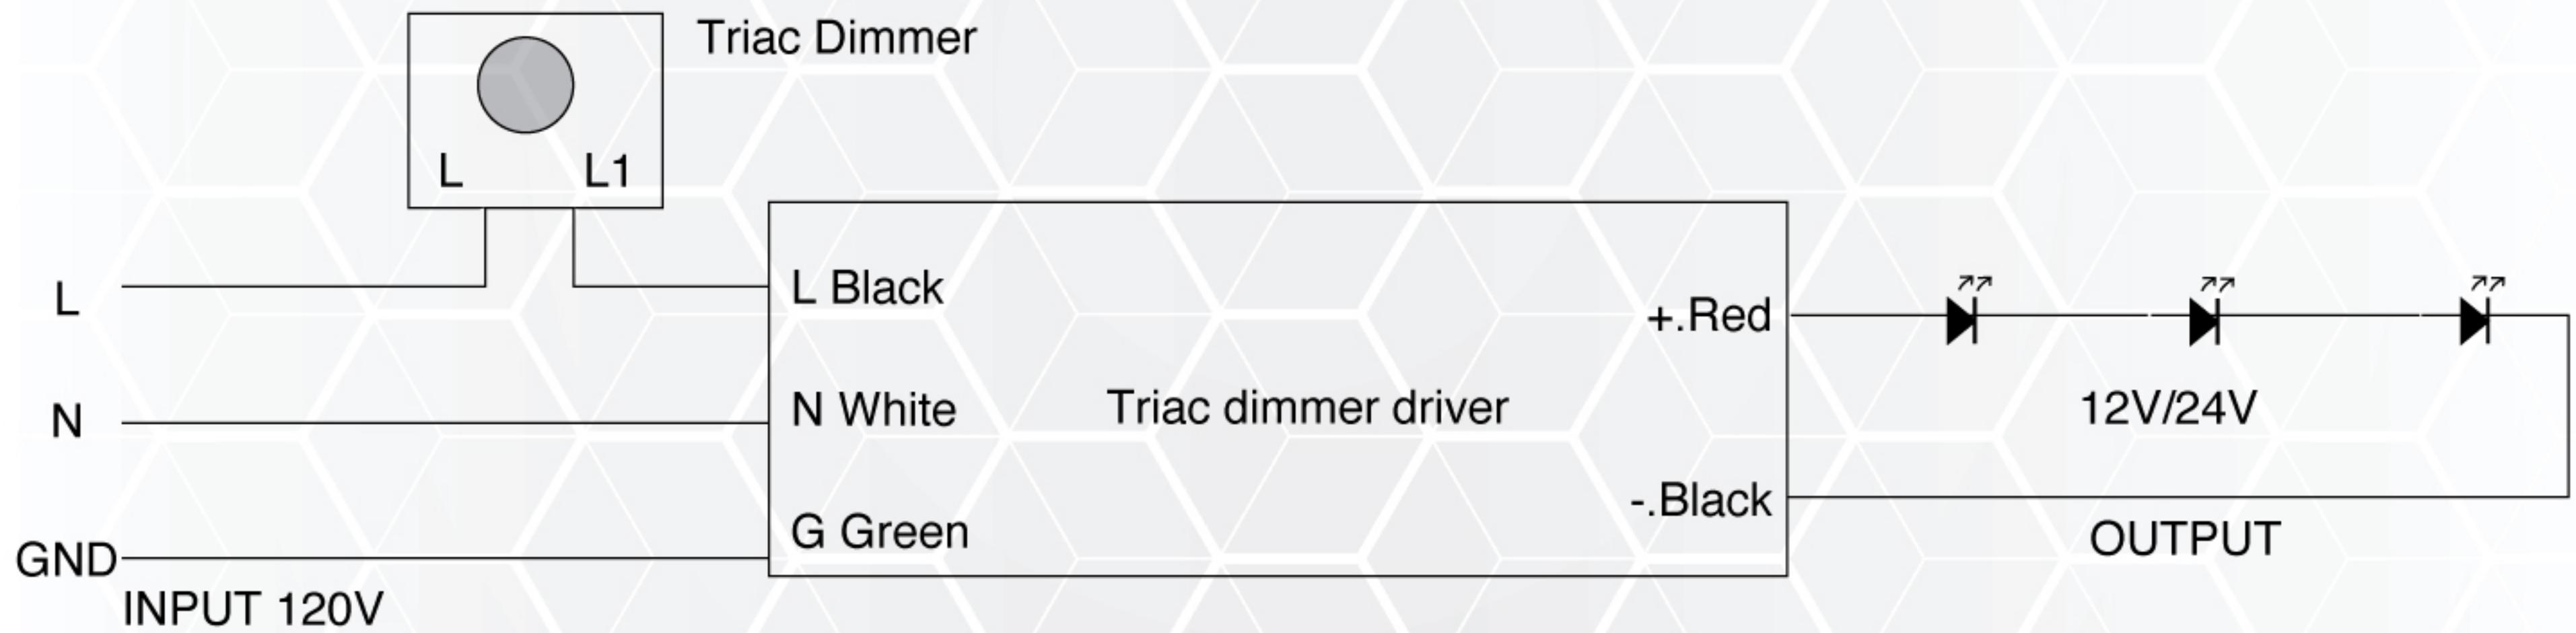 Triac Dimmer
L L1
L
L Black
+.Red
N
N White
Triac dimmer driver
12V/24V
-.Black
G Green
OUTPUT
GND
INPUT 120V